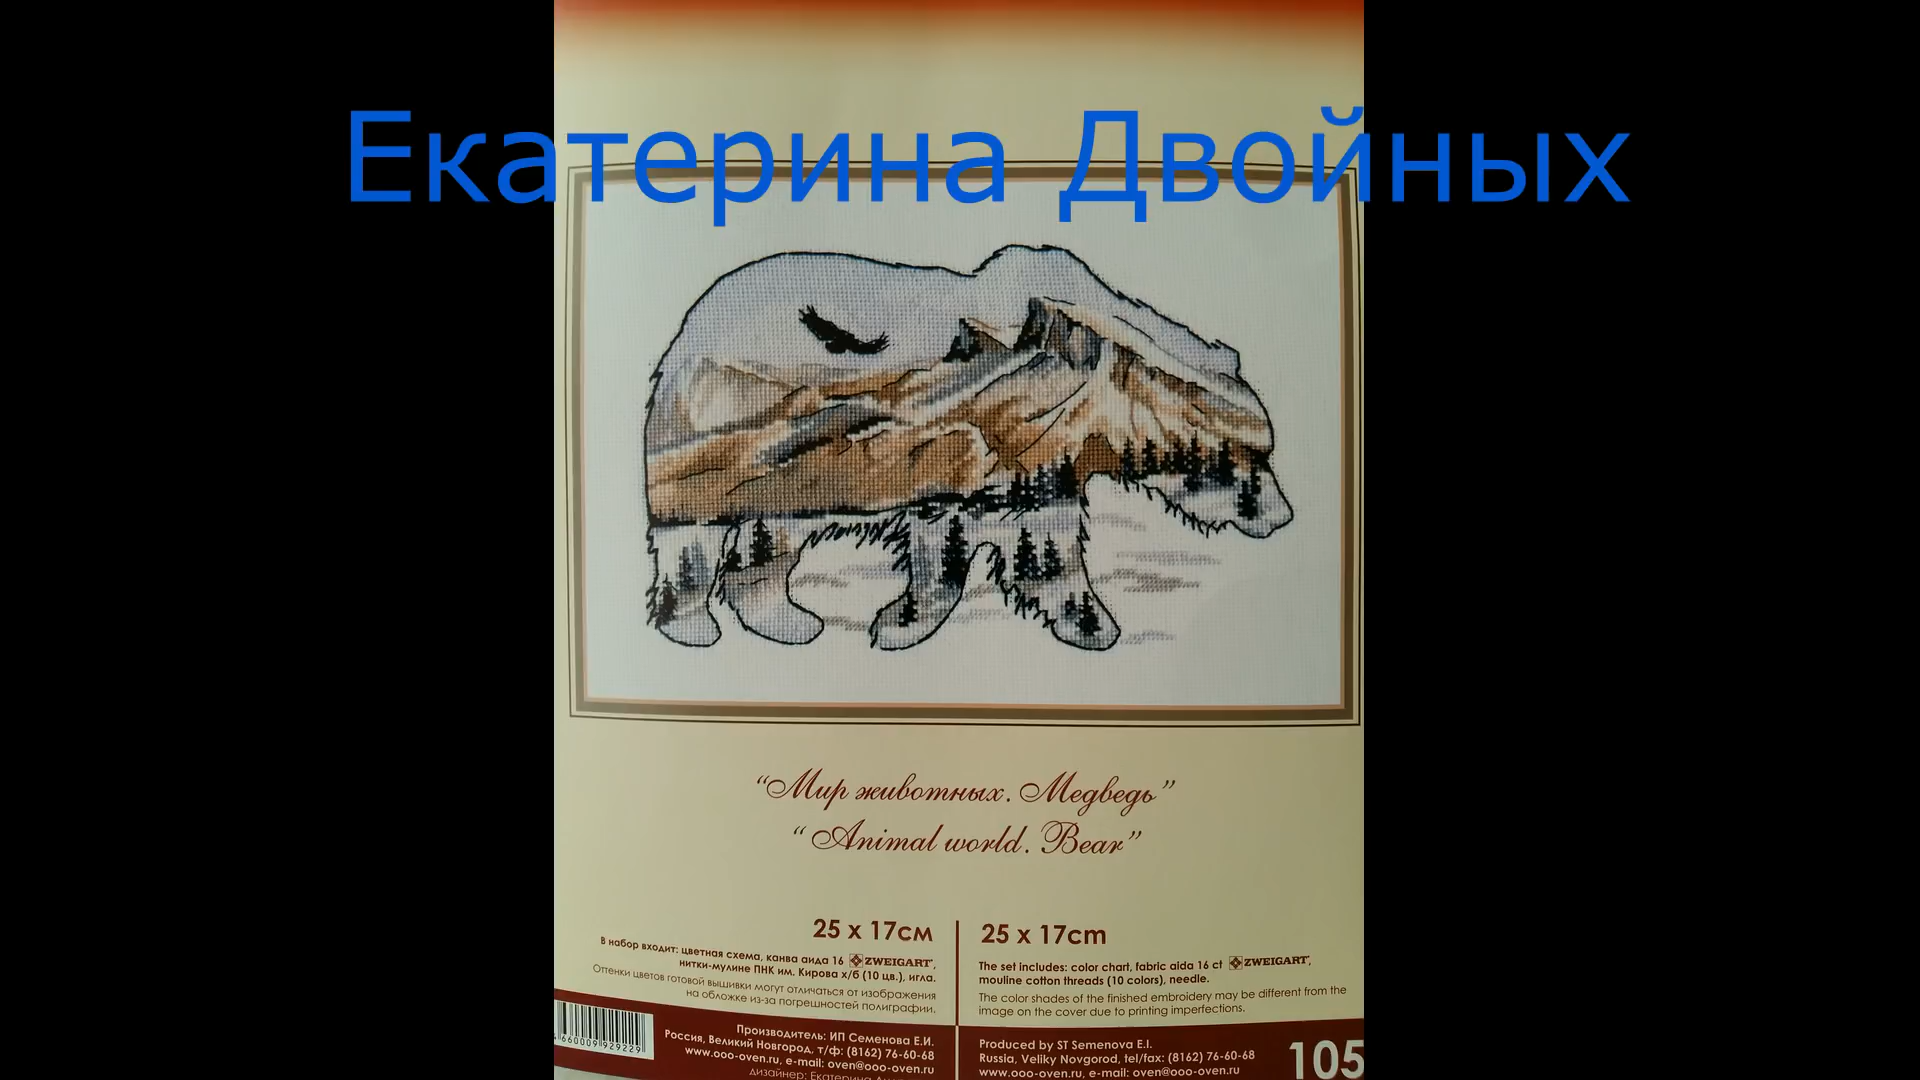 Екатерина Двойных
“Мир животных. Медведь”
“Animal world. Bear”
25 х 17см
В набор входит: цветная схема, канва аида 16 ZWEIGART,
нитки-мулине ПНК им. Кирова х/б (10 цв.), игла.
Оттенки цветов готовой вышивки могут отличаться от изображения
на обложке из-за погрешностей полиграфии.
25 x 17cm
The set includes: color chart, fabric aida 16 ct ZWEIGART,
mouline cotton threads (10 colors), needle.
The color shades of the finished embroidery may be different from the
image on the cover due to printing imperfections.
660009 929229
Производитель: ИП Семенова Е.И.
Россия, Великий Новгород, т/ф: (8162) 76-60-68
www.ooo-oven.ru, e-mail: oven@ooo-oven.ru
дизайнер: Екатерина
Produced by ST Semenova E.I.
Russia, Veliky Novgorod, tel/fax: (8162) 76-60-68
www.ooo-oven.ru, e-mail: oven@ooo-oven.ru
105